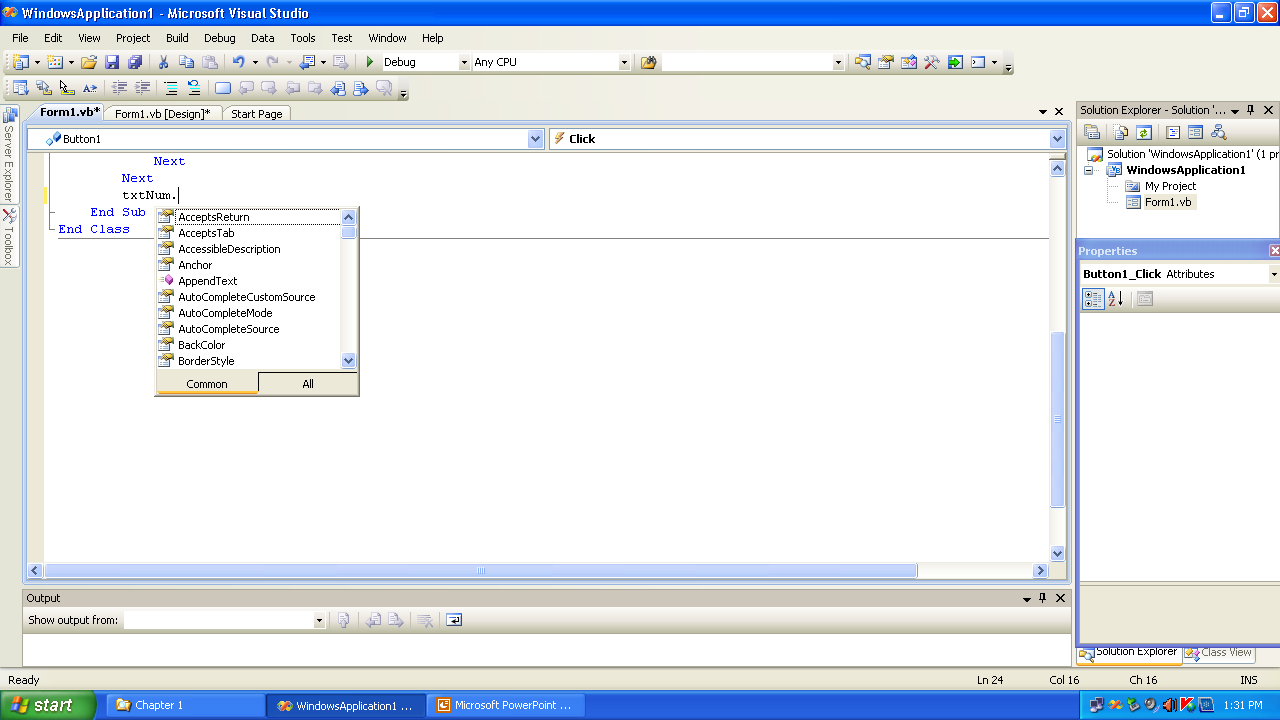 WindowsApplication1 - Microsoft Visual Studio
File Edit View Project Build Debug Data Tools Test Window Help
Debug Any CPU
Form1.vb* Form1.vb [Design]* Start Page
Button1 Click
Server Explorer
Toolbox
Next
Next
txtNum.
End Sub
End Class
AcceptsReturn
AcceptsTab
AccessibleDescription
Anchor
AppendText
AutoCompleteCustomSource
AutoCompleteMode
AutoCompleteSource
BackColor
BorderStyle
Common All
Solution Explorer - Solution '...
Solution 'WindowsApplication1' (1 pr
WindowsApplication1
My Project
Form1.vb
Properties
Button1_Click Attributes
Solution Explorer Class View
Output
Show output from:
Ready Ln 24 Col 16 Ch 16 INS
start Chapter 1 WindowsApplication1 ... Microsoft PowerPoint ... 1:31 PM